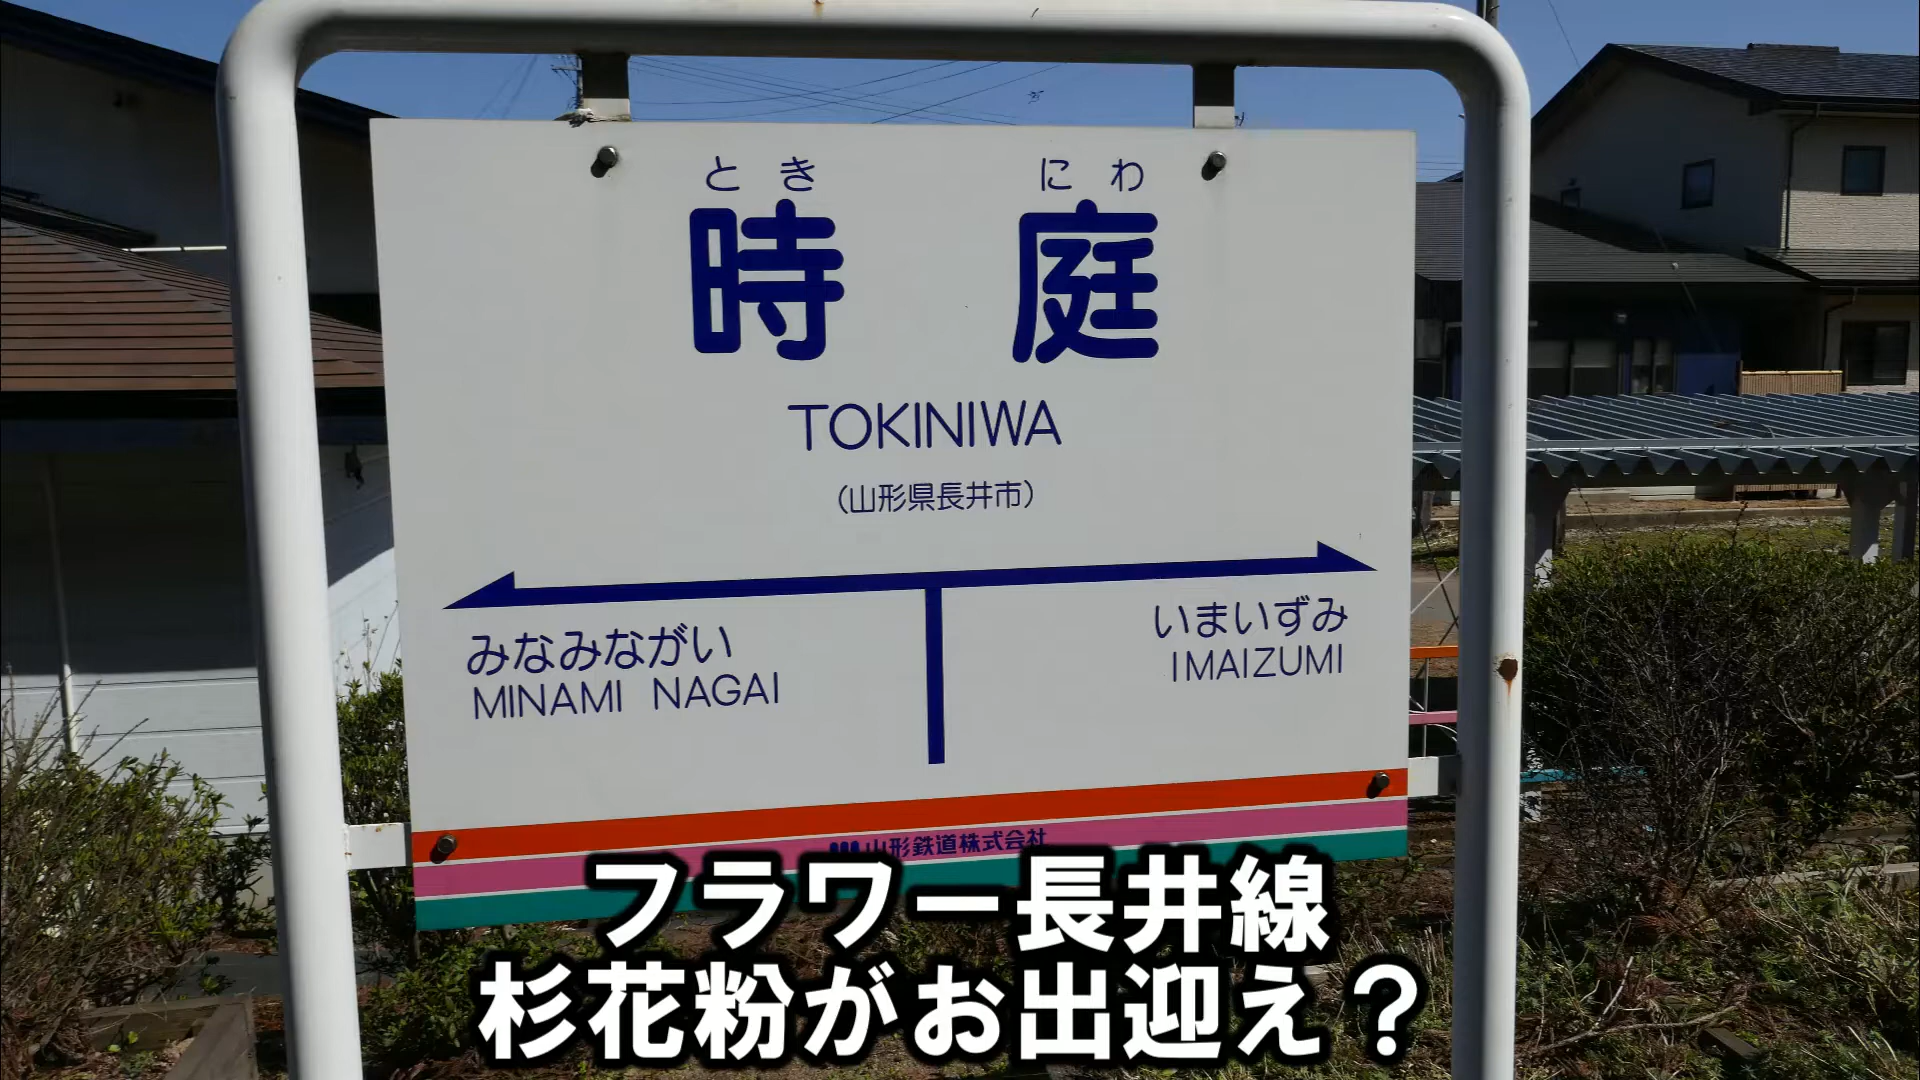 とき にわ
時庭
TOKINIWA
(山形県長井市)
みなみながい
MINAMI NAGAI
いまいずみ
IMAIZUMI
山形鉄道株式会社
フラワー長井線
杉花粉がお出迎え?